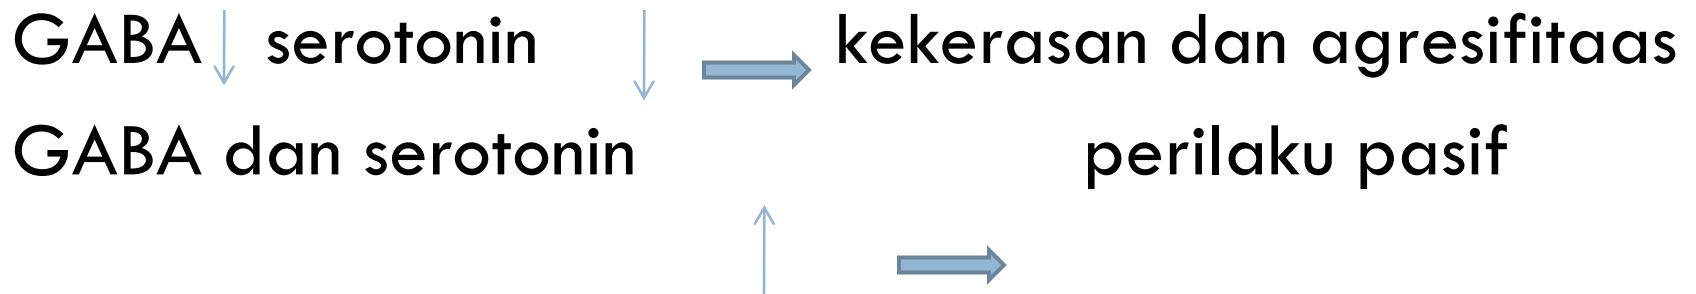 GABA serotonin kekerasan dan agresifitaas
GABA dan serotonin perilaku pasif